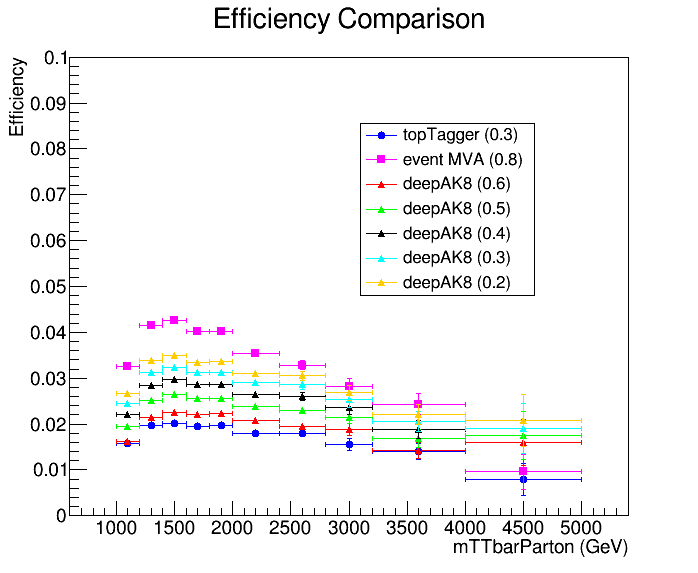 Efficiency Comparison
Efficiency
0.1
0.09
0.08
0.07
0.06
0.05
0.04
0.03
0.02
0.01
0
topTagger (0.3)
event MVA (0.8)
deepAK8 (0.6)
deepAK8 (0.5)
deepAK8 (0.4)
deepAK8 (0.3)
deepAK8 (0.2)
1000 1500 2000 2500 3000 3500 4000 4500 5000
mTTbarParton (GeV)